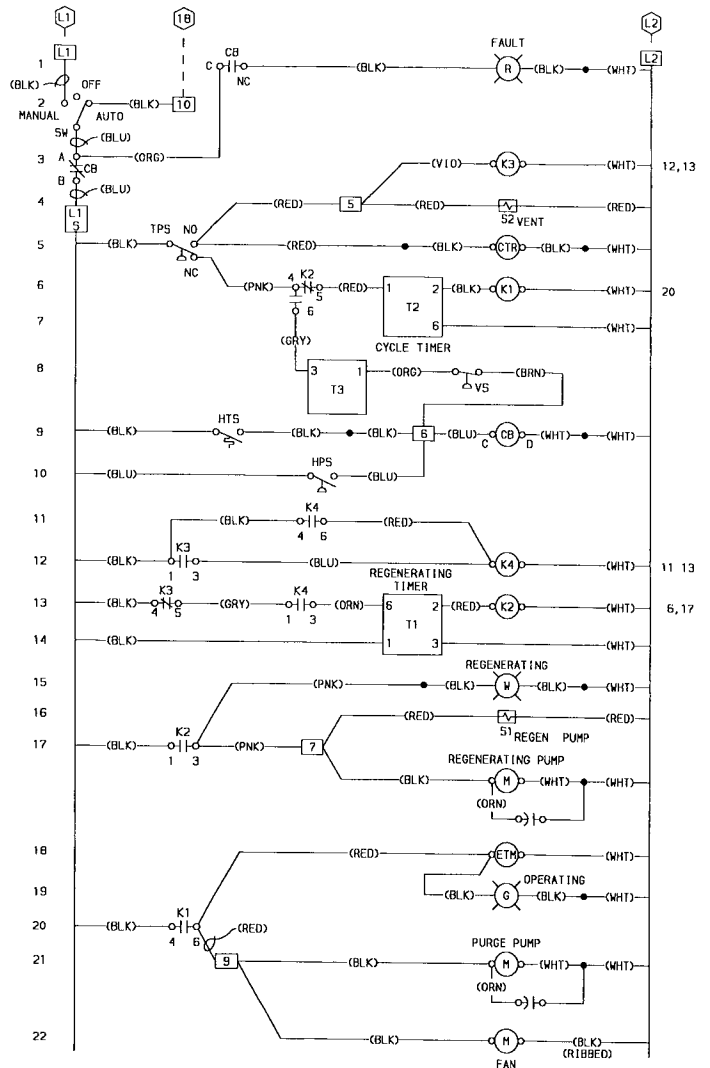 L1 18 L2
L1 18 FAULT L2
1 C CB (BLK) R (BLK) (WHT)
(BLK) OFF NC
2 (BLK) 10
MANUAL AUTO
SW (BLU)
3 A (ORG) (VIO) K3 (WHT) 12,13
CB
B
4 (BLU) (RED) 5 (RED) (RED)
L1 S TPS NO S2 VENT
5 (BLK) (RED) (BLK) CTR (BLK) (WHT)
NC
4 K2
6 (PNK) 5 (RED) 1 2 (BLK) K1 (WHT) 20
6 T2
7 6 (WHT)
(GRY) CYCLE TIMER
8 3 1 (ORG) (BRN)
T3 VS
HTS
9 (BLK) (BLK) (BLK) 6 (BLU) C CB D (WHT) (WHT)
HPS
10 (BLU) (BLU)
K4
11 (BLK) 4 6 (RED)
K3
12 (BLK) 1 3 (BLU) K4 (WHT) 11 13
REGENERATING
TIMER
K3 K4
13 (BLK) 4 5 (GRY) 1 3 (ORN) 6 2 (RED) K2 (WHT) 6,17
T1
14 (BLK) 1 3 (WHT)
REGENERATING
15 (PNK) (BLK) W (BLK) (WHT)
16 (RED) (RED)
K2 S1 REGEN PUMP
17 (BLK) 1 3 (PNK) 7
REGENERATING PUMP
(BLK) M (WHT) (WHT)
(ORN)
18 (RED) ETM (WHT)
OPERATING
19 (BLK) G (BLK) (WHT)
K1 (RED)
20 (BLK) 4 6
PURGE PUMP
21 9 (BLK) M (WHT) (WHT)
(ORN)
22 (BLK) M (BLK)
(RIBBED)
FAN